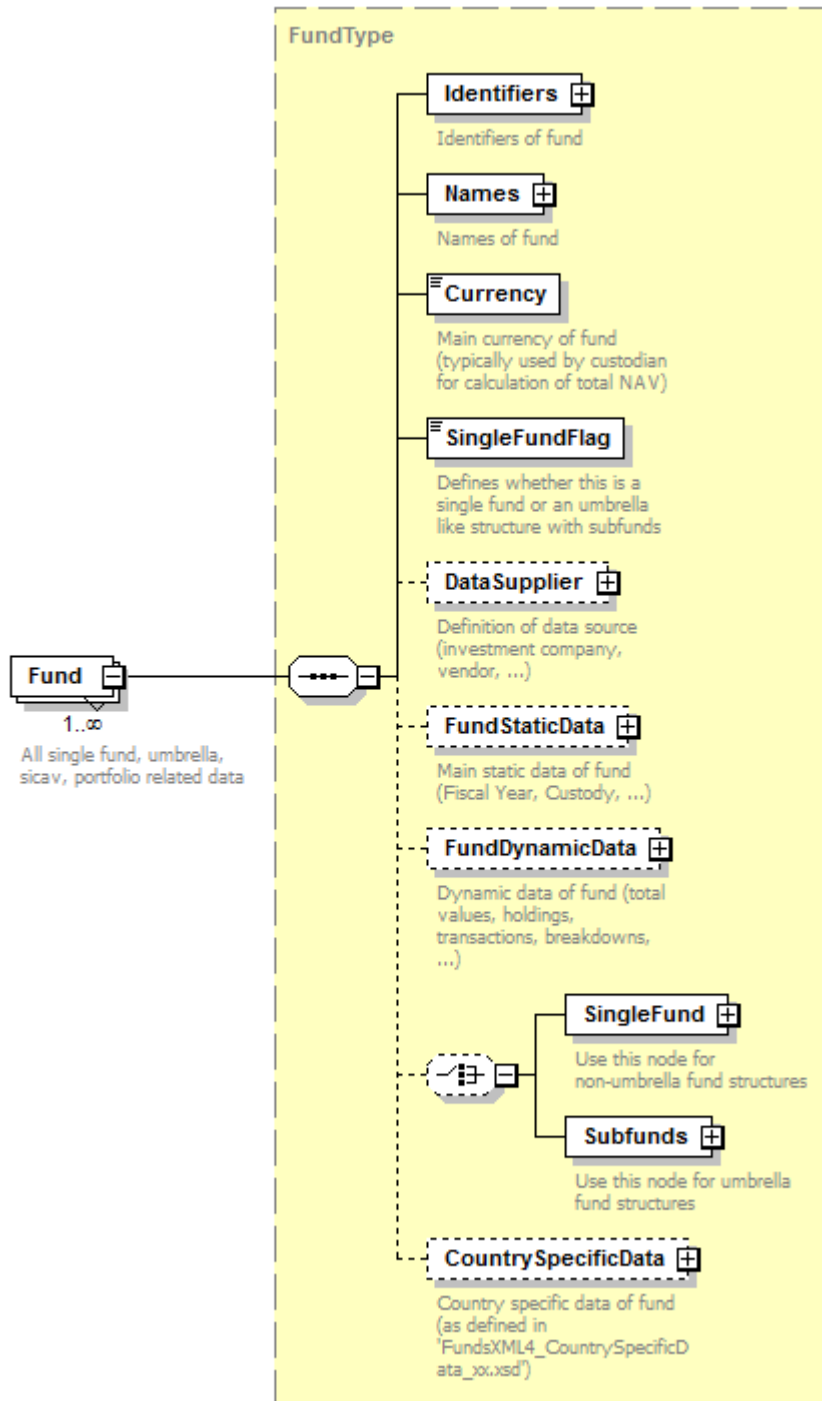 FundType
Identifiers
Identifiers of fund
Names
Names of fund
Currency
Main currency of fund
(typically used by custodian
for calculation of total NAV)
SingleFundFlag
Defines whether this is a
single fund or an umbrella
like structure with subfunds
DataSupplier
Definition of data source
(investment company,
vendor, ...)
Fund
1..∞
All single fund, umbrella,
sicav, portfolio related data
FundStaticData
Main static data of fund
(Fiscal Year, Custody, ...)
FundDynamicData
Dynamic data of fund (total
values, holdings,
transactions, breakdowns,
...)
SingleFund
Use this node for
non-umbrella fund structures
Subfunds
Use this node for umbrella
fund structures
CountrySpecificData
Country specific data of fund
(as defined in
'FundsXML4_CountrySpecificD
ata_xx.xsd')